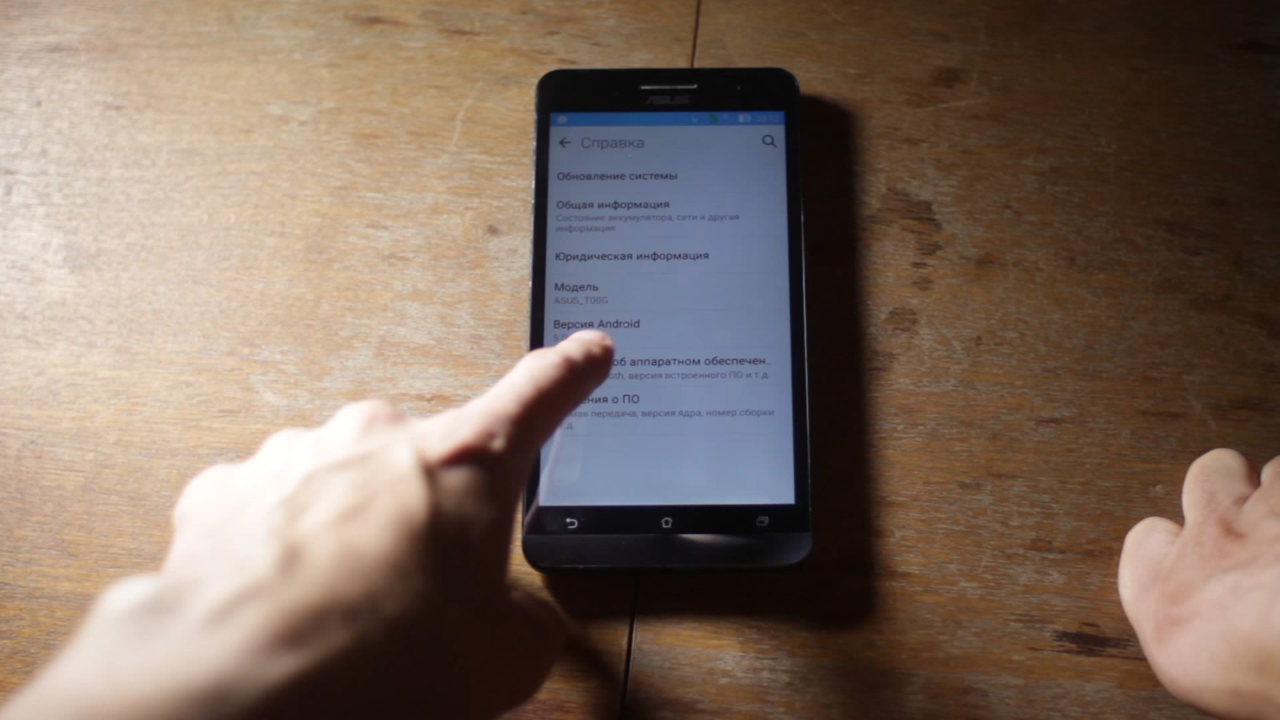 ASUS
Справка
Обновление системы
Общая информация
Состояние аккумулятора, сети и другая
информация
Юридическая информация
Модель
ASUS_T00G
Версия Android
об аппаратном обеспечен..
версия встроенного ПО и т.д.
о ПО
передача, версия ядра, номер сборки